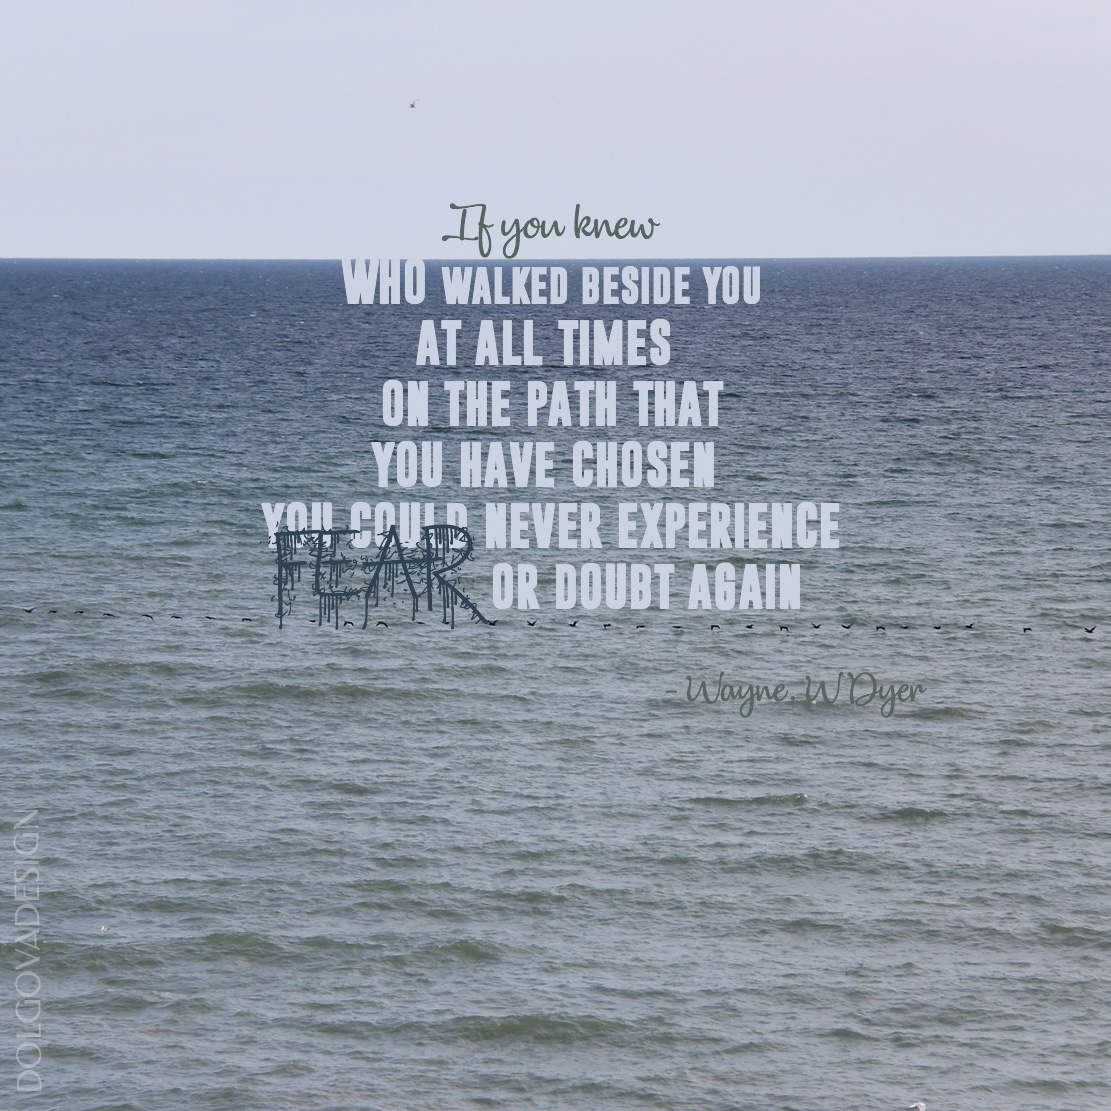 If you knew
WHO WALKED BESIDE YOU
AT ALL TIMES
ON THE PATH THAT
YOU HAVE CHOSEN
YOU COULD NEVER EXPERIENCE
FEAR OR DOUBT AGAIN
- Wayne. W Dyer
DOLGOVADESIGN